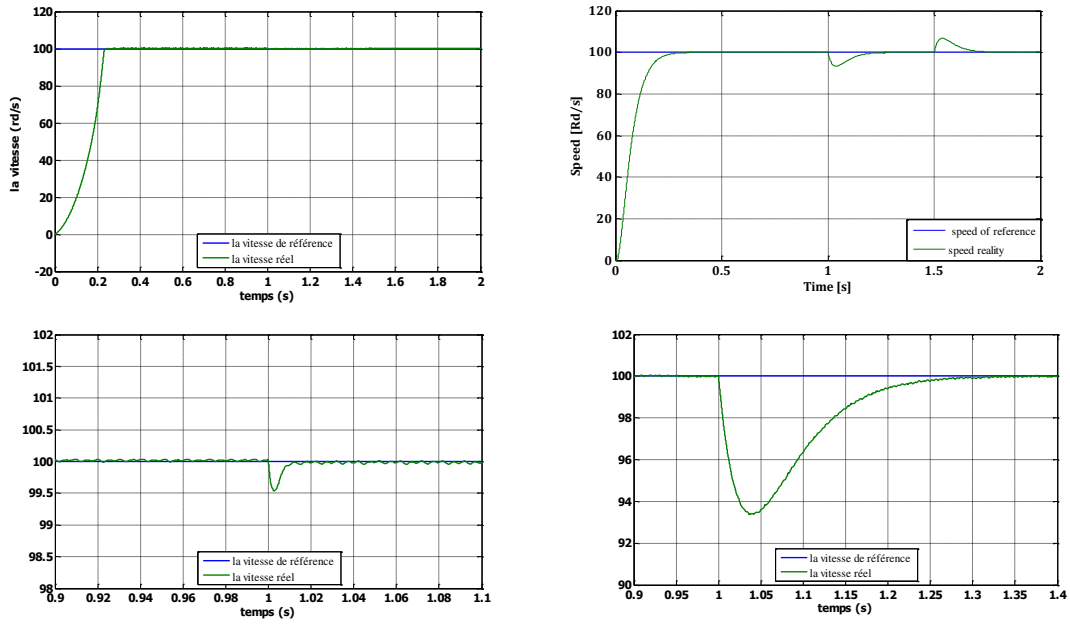 120
100
80
60
40
20
0
-20
la vitesse (rd/s)
la vitesse de référence
la vitesse réel
0 0.2 0.4 0.6 0.8 1 1.2 1.4 1.6 1.8 2
temps (s)
120
100
80
60
40
20
0
Speed [Rd/s]
speed of reference
speed reality
0 0.5 1 1.5 2
Time [s]
102
101.5
101
100.5
100
99.5
99
98.5
98
la vitesse de référence
la vitesse réel
0.9 0.92 0.94 0.96 0.98 1 1.02 1.04 1.06 1.08 1.1
temps (s)
102
100
98
96
94
92
90
la vitesse de référence
la vitesse réel
0.9 0.95 1 1.05 1.1 1.15 1.2 1.25 1.3 1.35 1.4
temps (s)